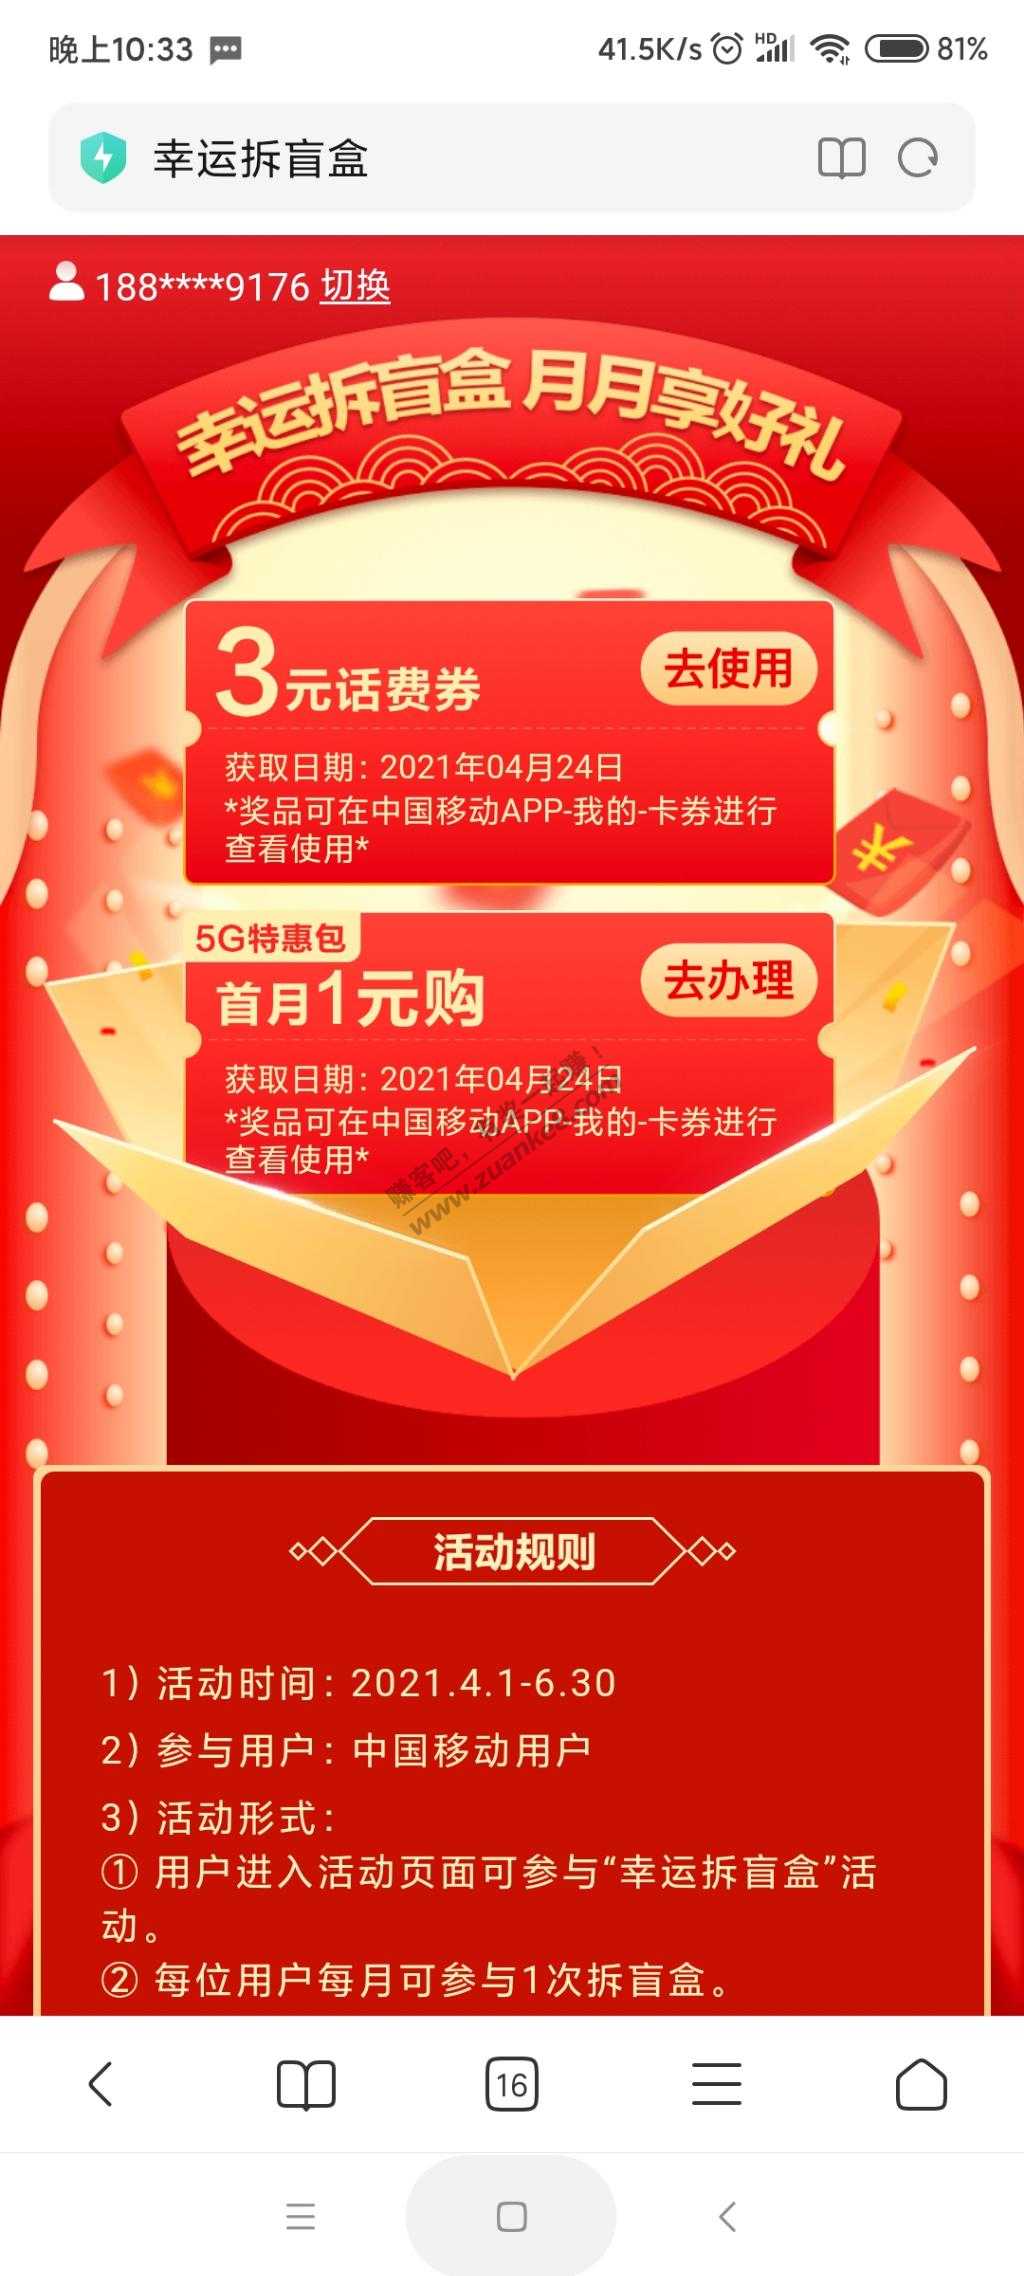 晚上10:33
41.5K/s
HD
81%
幸运拆盲盒
188****9176 切换
幸运拆盲盒 月月享好礼
3元话费券
去使用
获取日期：2021年04月24日
*奖品可在中国移动APP-我的-卡券进行
查看使用*
5G特惠包
首月1元购
去办理
获取日期：2021年04月24日
*奖品可在中国移动APP-我的-卡券进行
查看使用*
www.zuanke8.com
活动规则
1）活动时间：2021.4.1-6.30
2）参与用户：中国移动用户
3）活动形式：
① 用户进入活动页面可参与“幸运拆盲盒”活
动。
② 每位用户每月可参与1次拆盲盒。
16